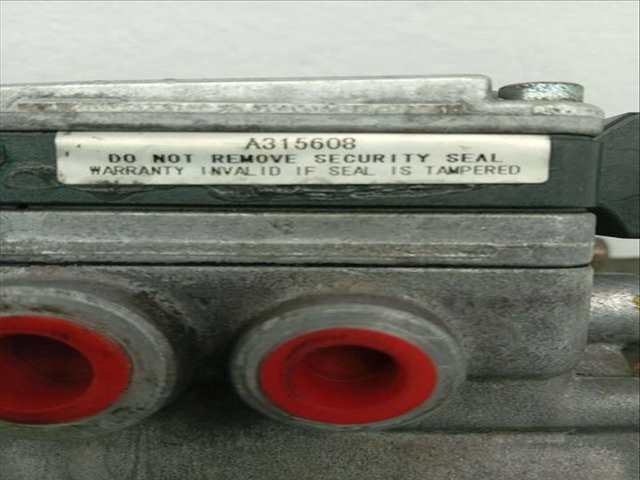 A315608
DO NOT REMOVE SECURITY SEAL
WARRANTY INVALID IF SEAL IS TAMPERED